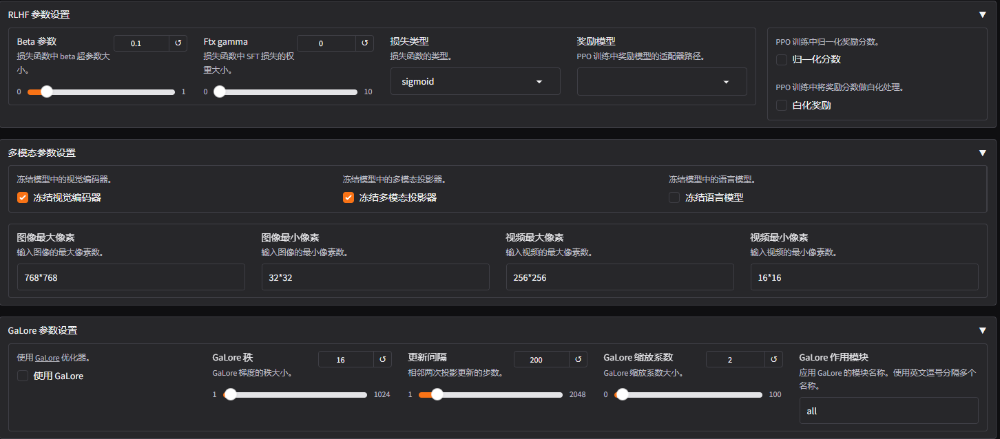 RLHF 参数设置
▼
Beta 参数
0.1
↺
损失函数中 beta 超参数大
小。
0
1
Ftx gamma
0
↺
损失函数中 SFT 损失的权
重大小。
0
10
损失类型
损失函数的类型。
sigmoid
奖励模型
PPO 训练中奖励模型的适配器路径。
PPO 训练中归一化奖励分数。
归一化分数
PPO 训练中将奖励分数做白化处理。
白化奖励
多模态参数设置
▼
冻结模型中的视觉编码器。
冻结视觉编码器
冻结模型中的多模态投影器。
冻结多模态投影器
冻结模型中的语言模型。
冻结语言模型
图像最大像素
输入图像的最大像素数。
768*768
图像最小像素
输入图像的最小像素数。
32*32
视频最大像素
输入视频的最大像素数。
256*256
视频最小像素
输入视频的最小像素数。
16*16
GaLore 参数设置
▼
使用 GaLore 优化器。
使用 GaLore
GaLore 秩
16
↺
GaLore 梯度的秩大小。
1
1024
更新间隔
200
↺
相邻两次投影更新的步数。
1
2048
GaLore 缩放系数
2
↺
GaLore 缩放系数大小。
0
100
GaLore 作用模块
应用 GaLore 的模块名称。使用英文逗号分隔多个
名称。
all